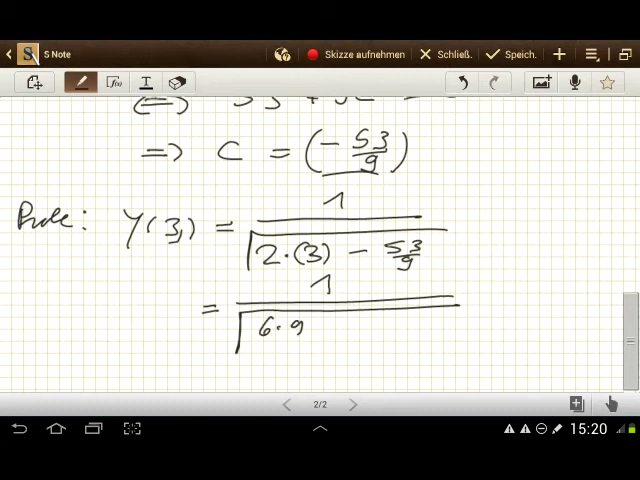 S Note
Skizze aufnehmen
Schließ.
Speich.
=> C = (- 53/9)
Probe: y(3) = 1/√(2·(3) - 53/9)
= 1/√(6·9
2/2
15:20